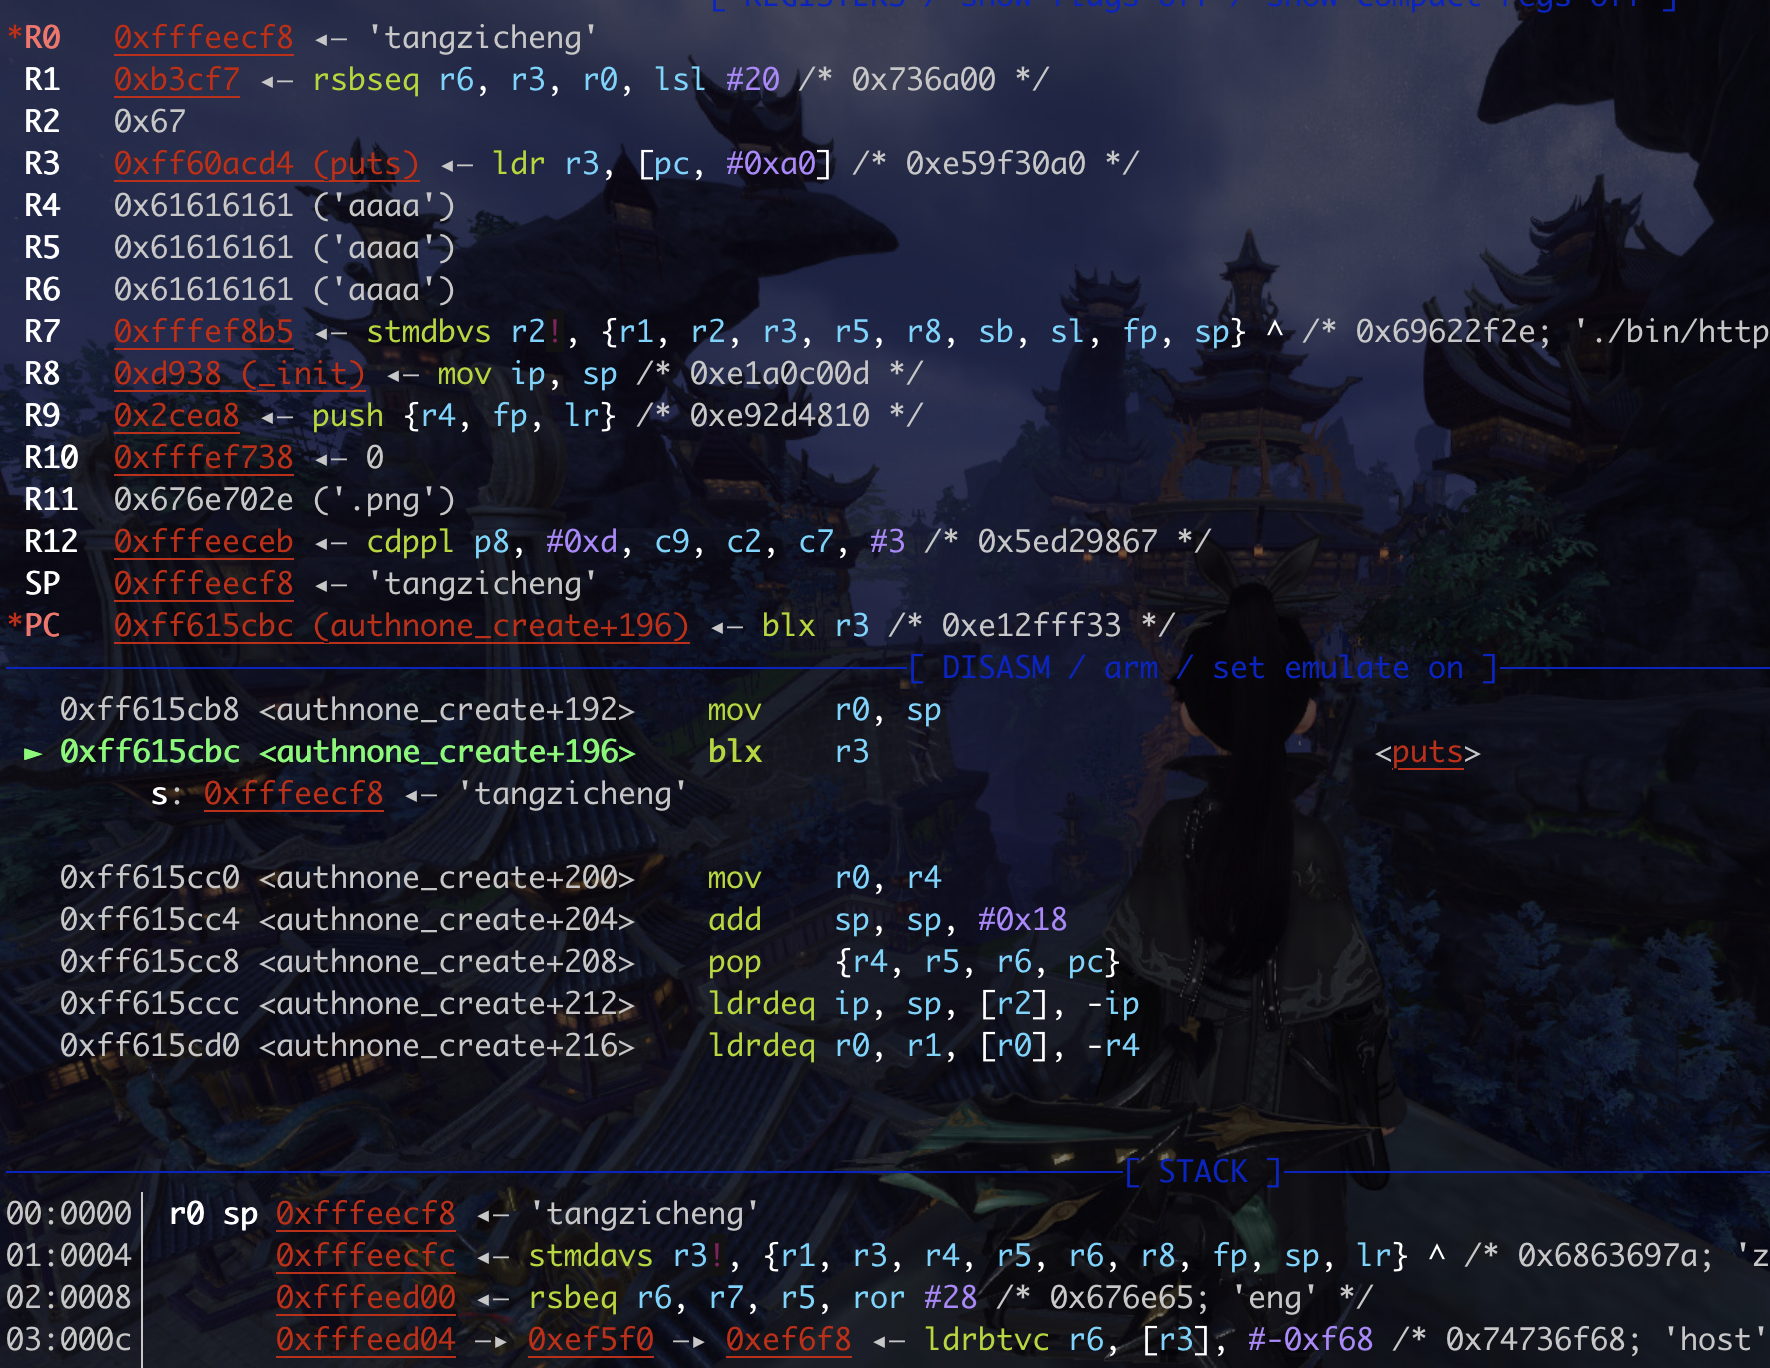 [ REGISTERS / show-flags off / show-compact-regs off ]
*R0   0xfffeecf8 ◂— 'tangzicheng'
 R1   0xb3cf7 ◂— rsbseq r6, r3, r0, lsl #20 /* 0x736a00 */
 R2   0x67
 R3   0xff60acd4 (puts) ◂— ldr r3, [pc, #0xa0] /* 0xe59f30a0 */
 R4   0x61616161 ('aaaa')
 R5   0x61616161 ('aaaa')
 R6   0x61616161 ('aaaa')
 R7   0xfffef8b5 ◂— stmdbvs r2!, {r1, r2, r3, r5, r8, sb, sl, fp, sp} ^ /* 0x69622f2e; './bin/http
 R8   0xd938 (_init) ◂— mov ip, sp /* 0xe1a0c00d */
 R9   0x2cea8 ◂— push {r4, fp, lr} /* 0xe92d4810 */
 R10  0xfffef738 ◂— 0
 R11  0x676e702e ('.png')
 R12  0xfffeeceb ◂— cdppl p8, #0xd, c9, c2, c7, #3 /* 0x5ed29867 */
 SP   0xfffeecf8 ◂— 'tangzicheng'
*PC   0xff615cbc (authnone_create+196) ◂— blx r3 /* 0xe12fff33 */
[ DISASM / arm / set emulate on ]
   0xff615cb8 <authnone_create+192>    mov    r0, sp
 ► 0xff615cbc <authnone_create+196>    blx    r3    <puts>
        s: 0xfffeecf8 ◂— 'tangzicheng'
   0xff615cc0 <authnone_create+200>    mov    r0, r4
   0xff615cc4 <authnone_create+204>    add    sp, sp, #0x18
   0xff615cc8 <authnone_create+208>    pop    {r4, r5, r6, pc}
   0xff615ccc <authnone_create+212>    ldrdeq ip, sp, [r2], -ip
   0xff615cd0 <authnone_create+216>    ldrdeq r0, r1, [r0], -r4
[ STACK ]
00:0000│ r0 sp 0xfffeecf8 ◂— 'tangzicheng'
01:0004│       0xfffeecfc ◂— stmdavs r3!, {r1, r3, r4, r5, r6, r8, fp, sp, lr} ^ /* 0x6863697a; 'z
02:0008│       0xfffeed00 ◂— rsbeq r6, r7, r5, ror #28 /* 0x676e65; 'eng' */
03:000c│       0xfffeed04 —▸ 0xef5f0 —▸ 0xef6f8 ◂— ldrbtvc r6, [r3], #-0xf68 /* 0x74736f68; 'host'